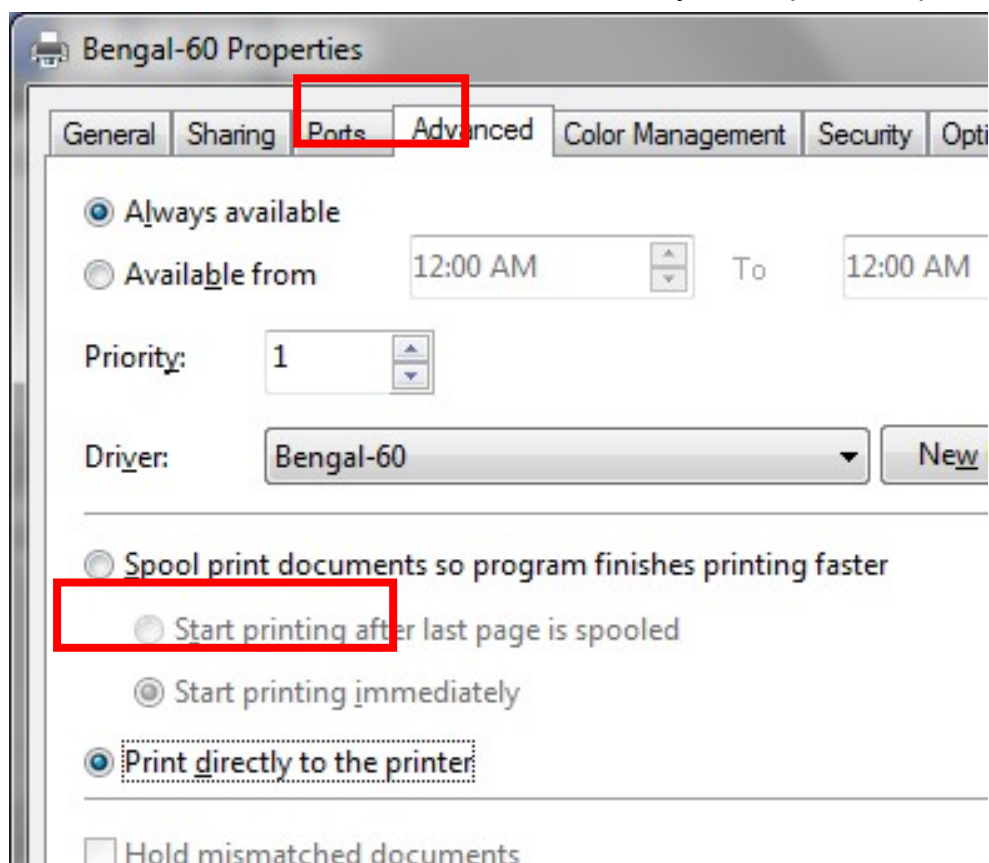 Bengal-60 Properties
General Sharing Ports Advanced Color Management Security Opti
Always available
Available from 12:00 AM To 12:00 AM
Priority: 1
Driver: Bengal-60 New
Spool print documents so program finishes printing faster
Start printing after last page is spooled
Start printing immediately
Print directly to the printer
Hold mismatched documents